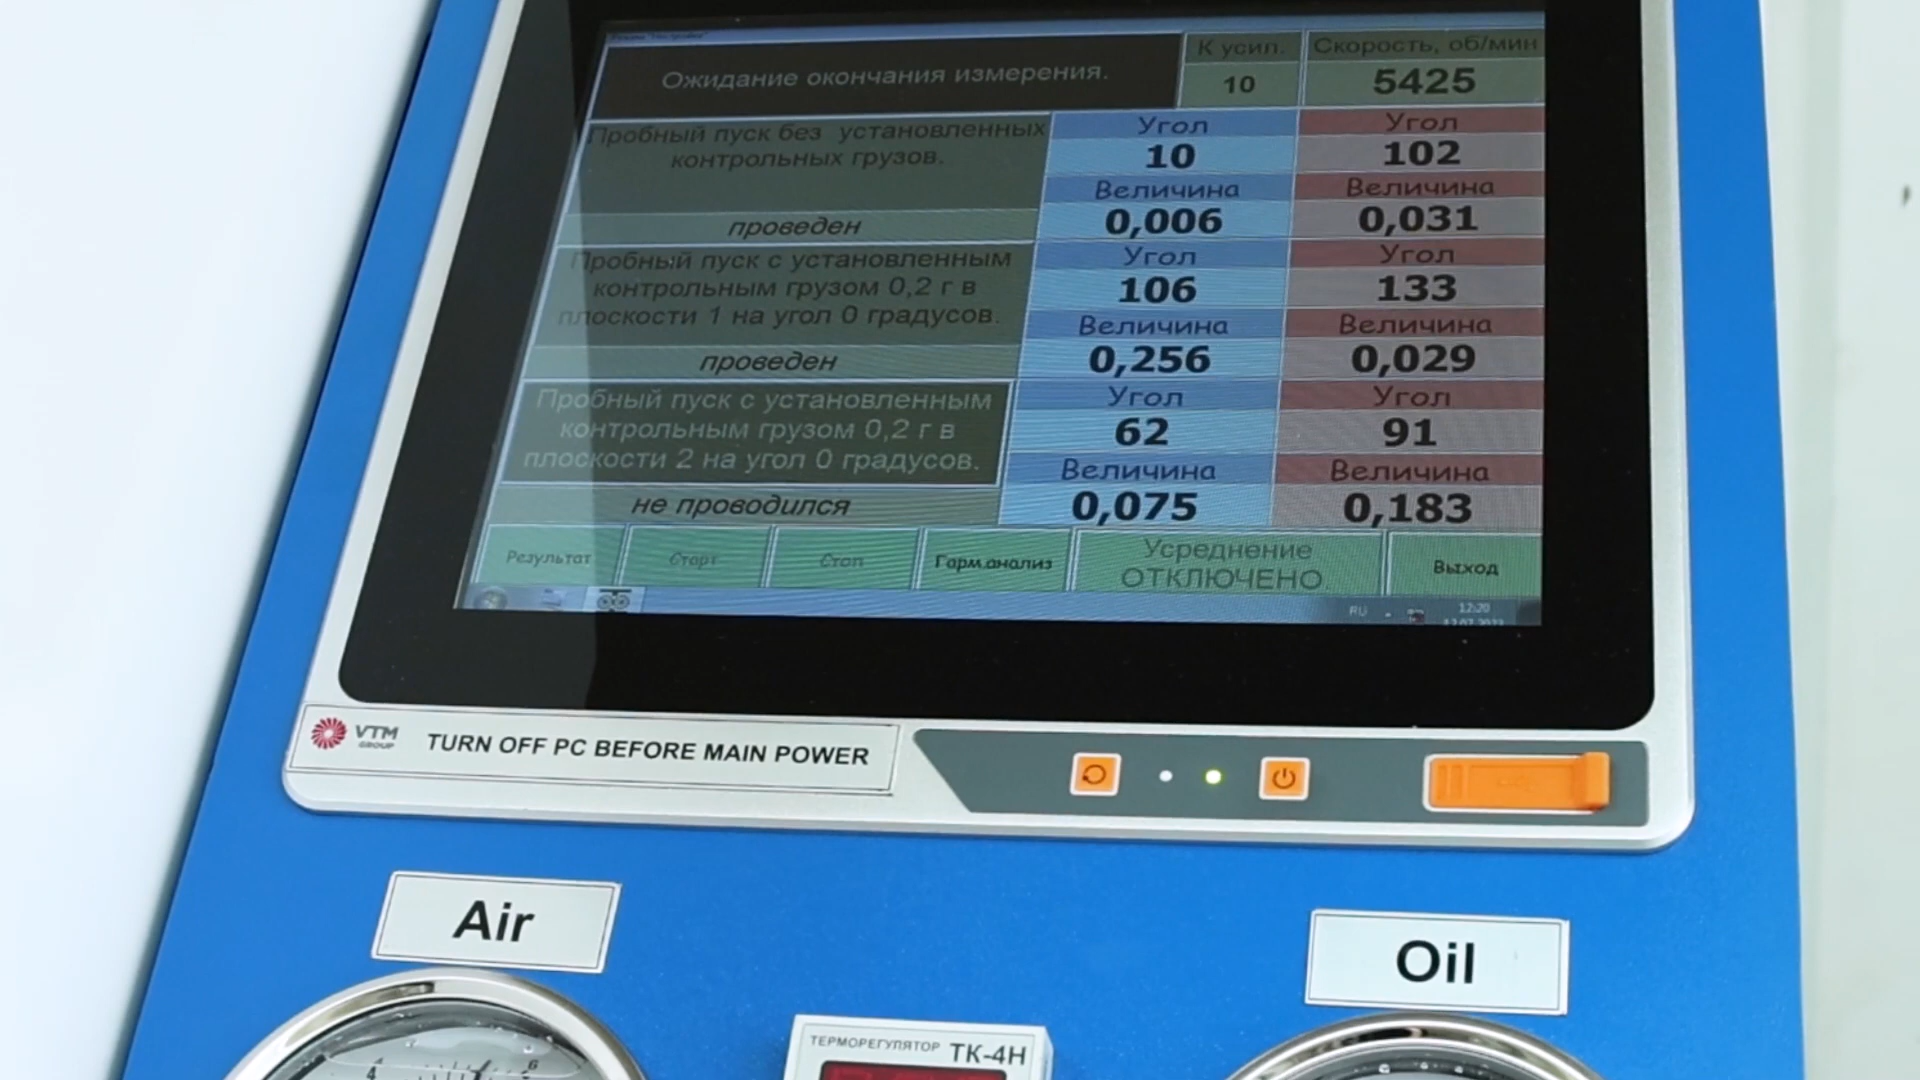 Ожидание окончания измерения.
К усил.
10
Скорость, об/мин
5425
Пробный пуск без установленных
контрольных грузов.
проведен
Угол
10
Величина
0,006
Угол
102
Величина
0,031
Пробный пуск с установленным
контрольным грузом 0,2 г в
плоскости 1 на угол 0 градусов.
проведен
Угол
106
Величина
0,256
Угол
133
Величина
0,029
Пробный пуск с установленным
контрольным грузом 0,2 г в
плоскости 2 на угол 0 градусов.
не проводился
Угол
62
Величина
0,075
Угол
91
Величина
0,183
Результат
Старт
Стоп
Гарм.анализ
Усреднение
ОТКЛЮЧЕНО.
Выход
RU
12:20
VTM
GROUP
TURN OFF PC BEFORE MAIN POWER
Air
Oil
ТЕРМОРЕГУЛЯТОР ТК-4Н
4
6